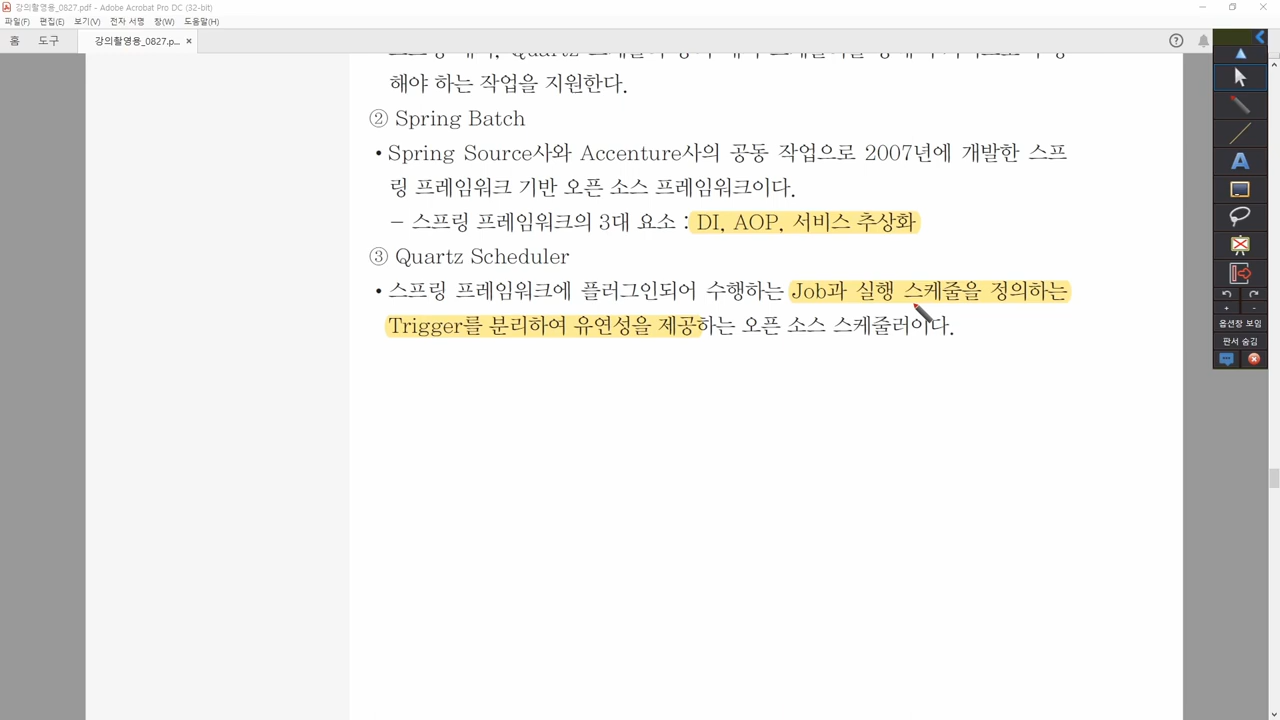 강의촬영용_0827.pdf - Adobe Acrobat Pro DC (32-bit)
파일(F) 편집(E) 보기(V) 전자 서명 창(W) 도움말(H)
홈 도구 강의촬영용_0827.p... ×
해야 하는 작업을 지원한다.
② Spring Batch
• Spring Source사와 Accenture사의 공동 작업으로 2007년에 개발한 스프
링 프레임워크 기반 오픈 소스 프레임워크이다.
– 스프링 프레임워크의 3대 요소 : DI, AOP, 서비스 추상화
③ Quartz Scheduler
• 스프링 프레임워크에 플러그인되어 수행하는 Job과 실행 스케줄을 정의하는
Trigger를 분리하여 유연성을 제공하는 오픈 소스 스케줄러이다.
A
+ -
옵션창 보임
판서 숨김